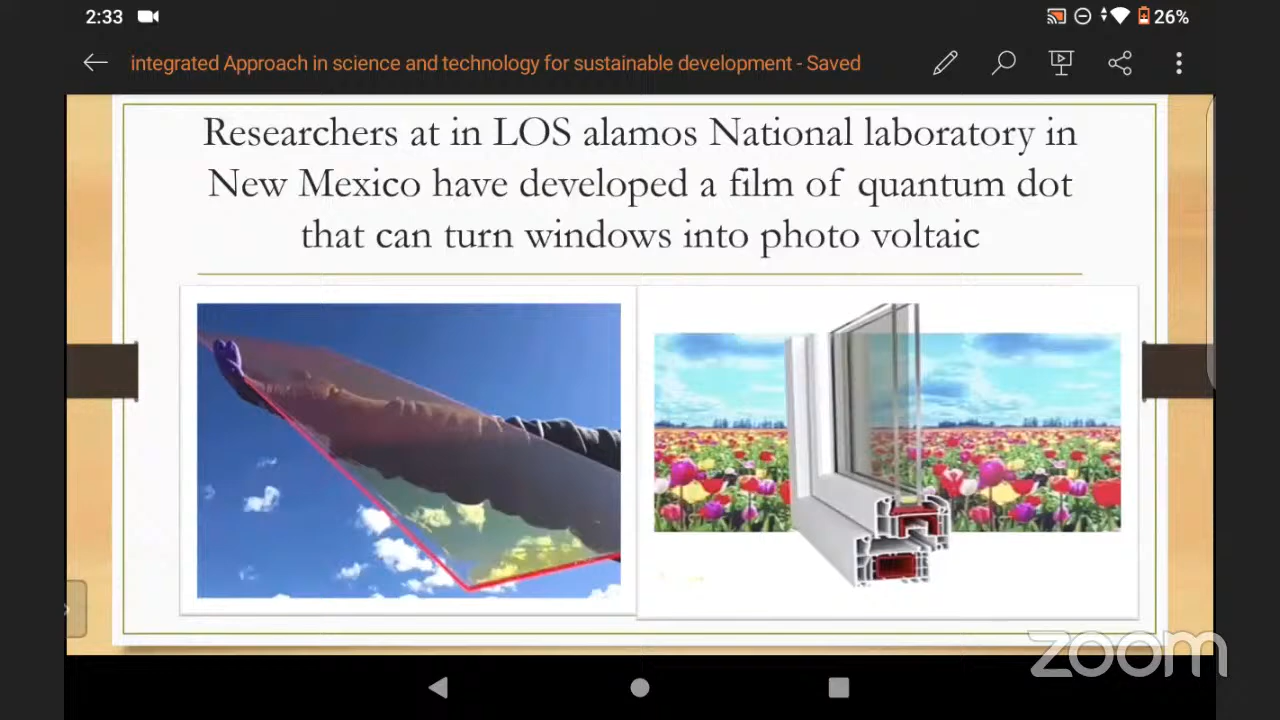 2:33
26%
integrated Approach in science and technology for sustainable development - Saved
Researchers at in LOS alamos National laboratory in
New Mexico have developed a film of quantum dot
that can turn windows into photo voltaic
zoom